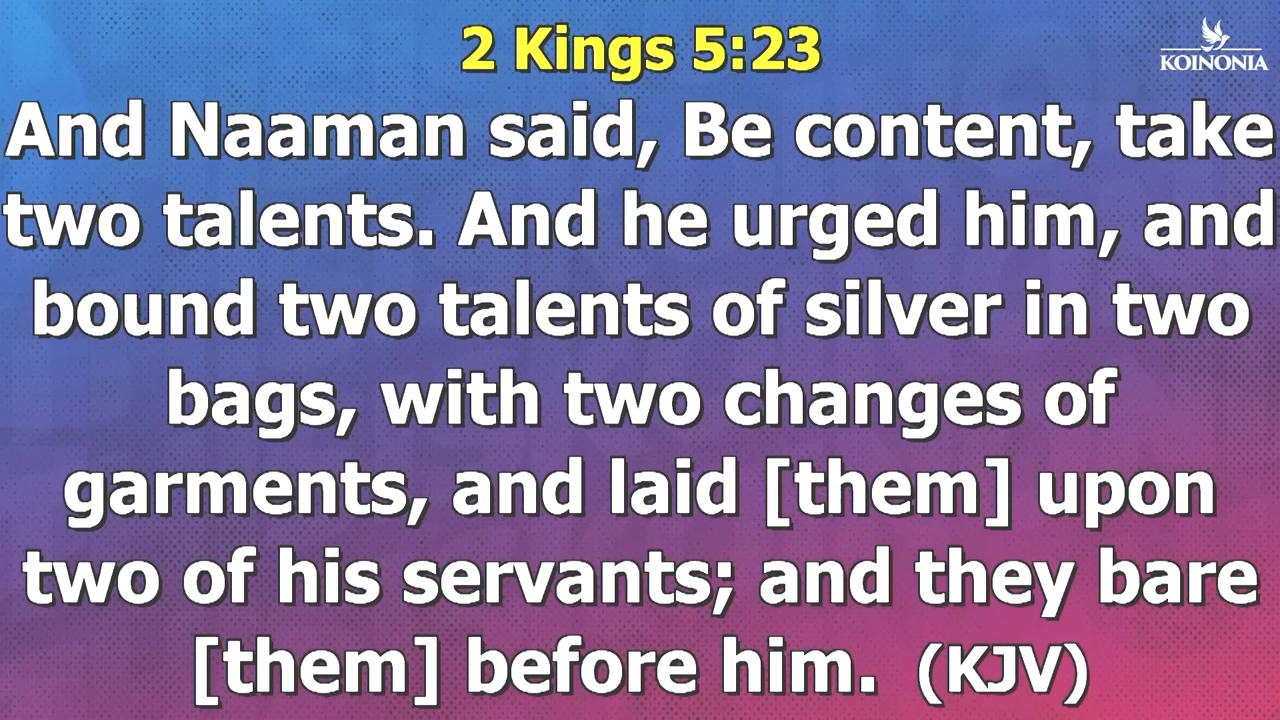 2 Kings 5:23
KOINONIA
And Naaman said, Be content, take
two talents. And he urged him, and
bound two talents of silver in two
bags, with two changes of
garments, and laid [them] upon
two of his servants; and they bare
[them] before him. (KJV)